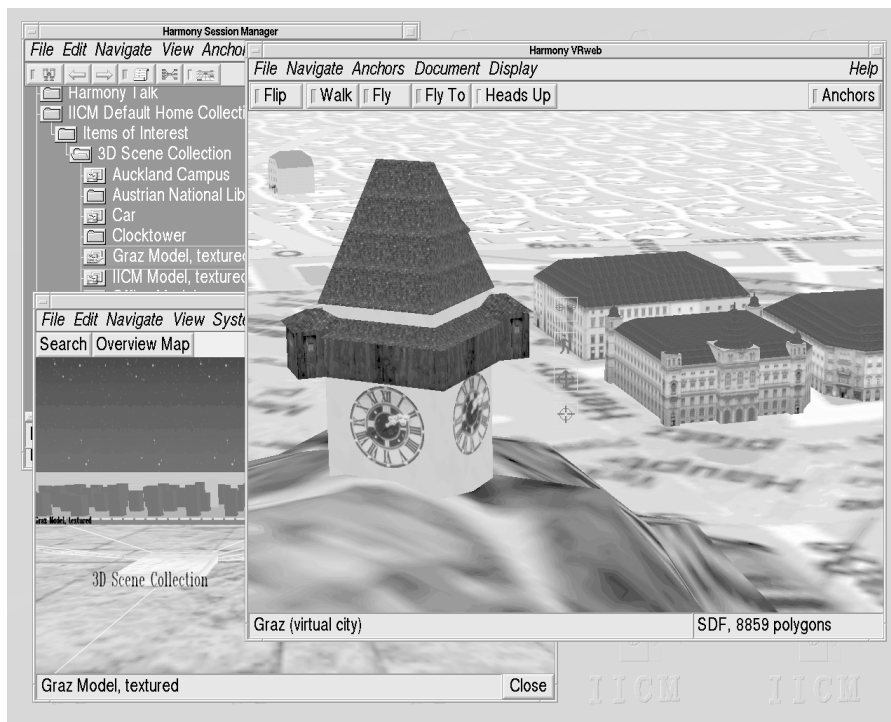 Harmony Session Manager
File Edit Navigate View Anchor
Harmony Talk
IICM Default Home Collecti
Items of Interest
3D Scene Collection
Auckland Campus
Austrian National Lib
Car
Clocktower
Graz Model, textured
IICM Model, textured
Harmony VRweb
File Navigate Anchors Document Display Help
Flip Walk Fly Fly To Heads Up Anchors
Graz (virtual city) SDF, 8859 polygons
File Edit Navigate View Syste
Search Overview Map
Graz Model, textured
3D Scene Collection
Graz Model, textured Close
IICM IICM